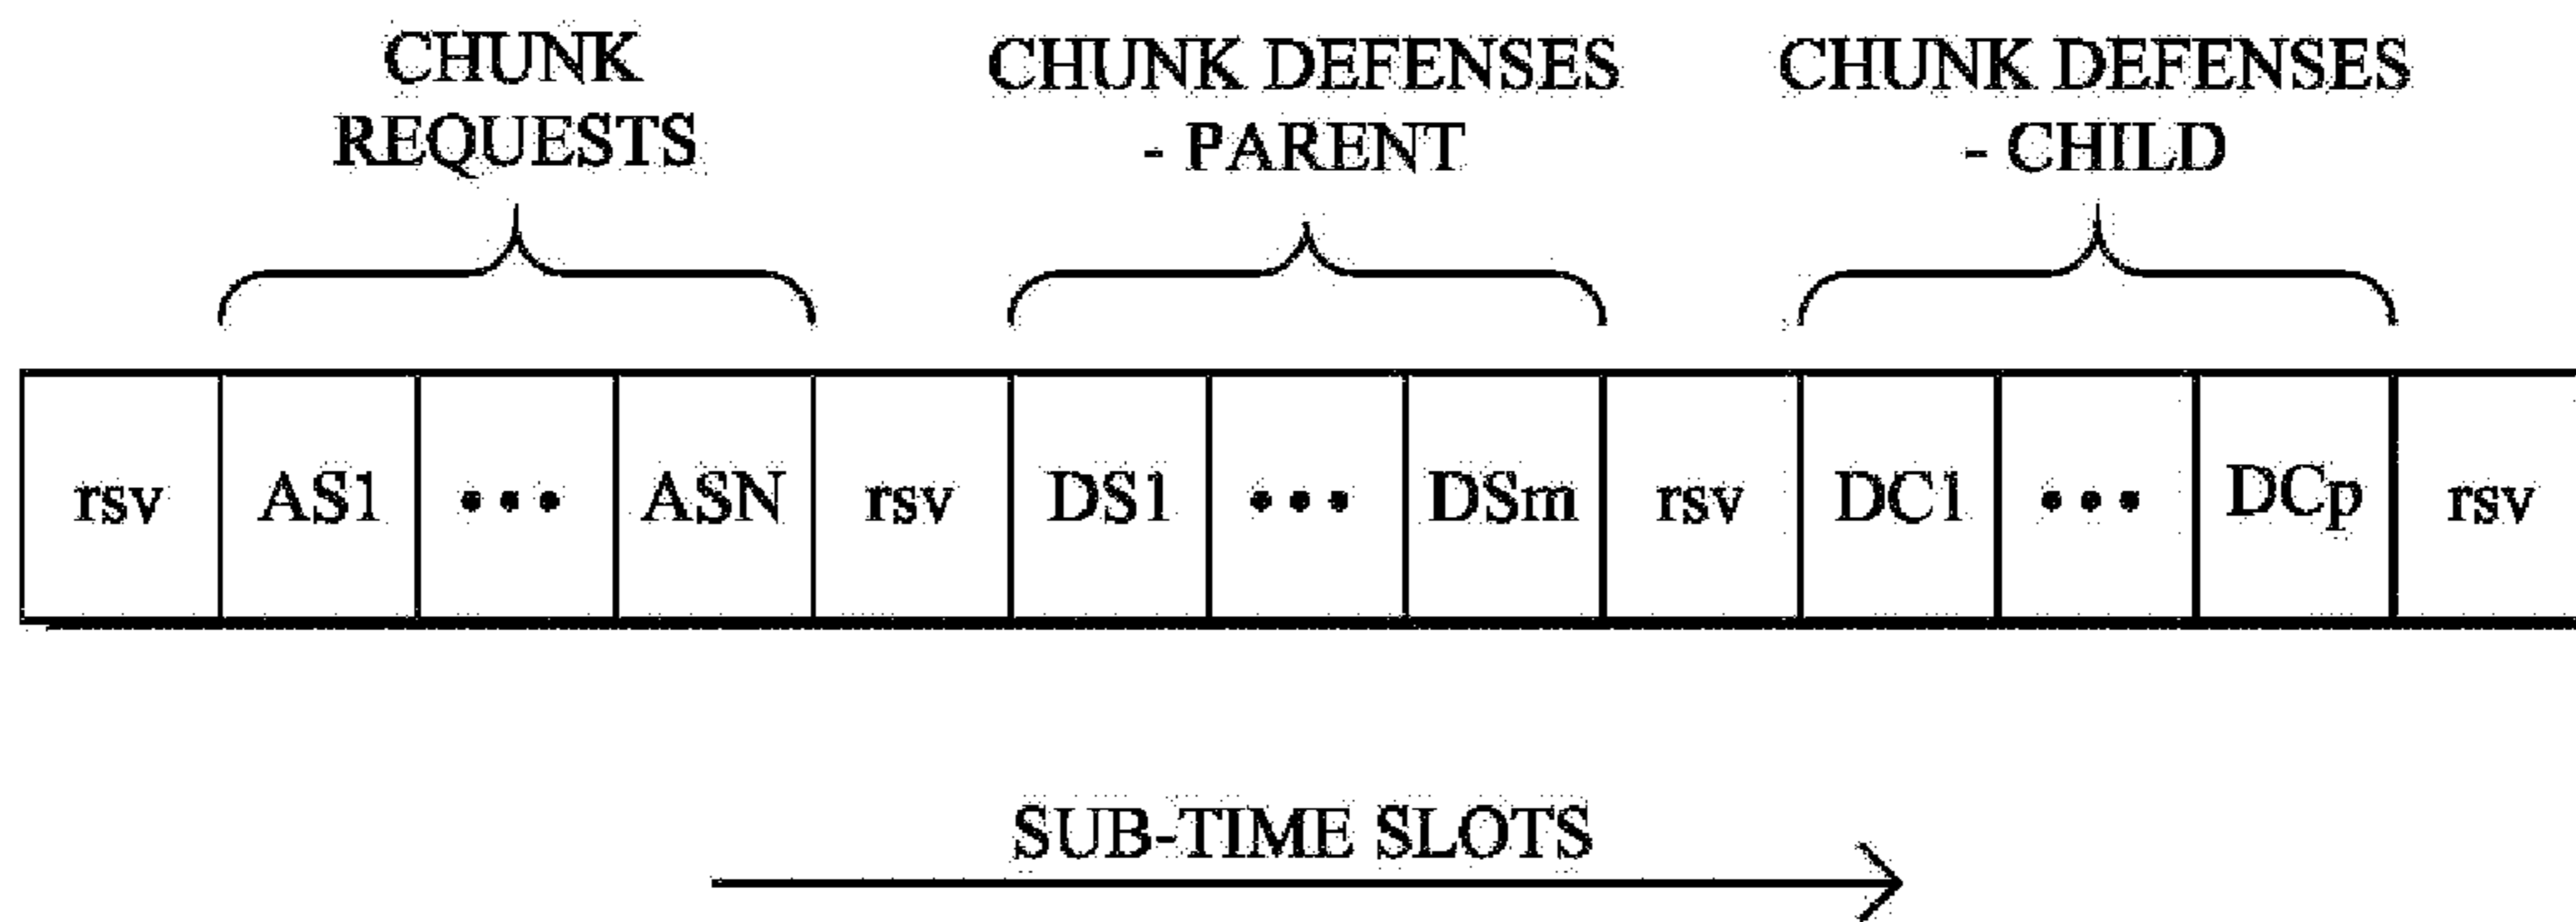 CHUNK
REQUESTS
CHUNK DEFENSES
- PARENT
CHUNK DEFENSES
- CHILD
rsv AS1 ••• ASN rsv DS1 ••• DSm rsv DC1 ••• DCp rsv
SUB-TIME SLOTS